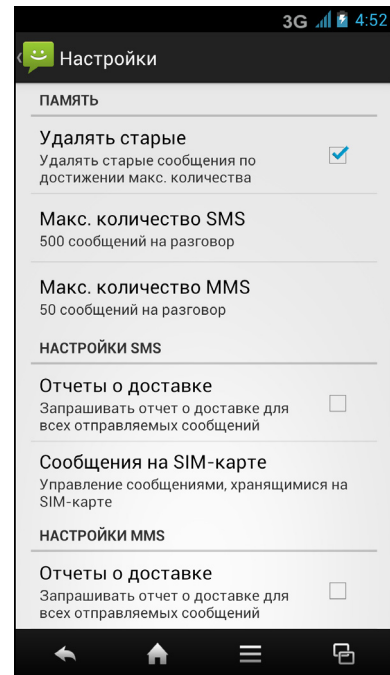 3G 4:52
Настройки
ПАМЯТЬ
Удалять старые
Удалять старые сообщения по
достижении макс. количества
Макс. количество SMS
500 сообщений на разговор
Макс. количество MMS
50 сообщений на разговор
НАСТРОЙКИ SMS
Отчеты о доставке
Запрашивать отчет о доставке для
всех отправляемых сообщений
Сообщения на SIM-карте
Управление сообщениями, хранящимися на
SIM-карте
НАСТРОЙКИ MMS
Отчеты о доставке
Запрашивать отчет о доставке для
всех отправляемых сообщений